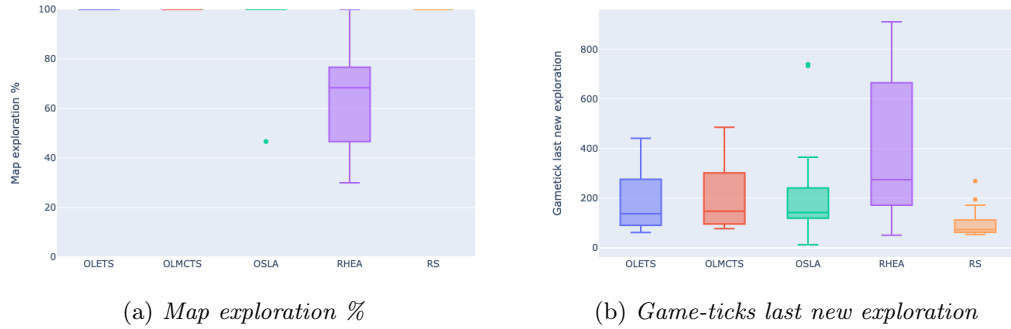 100
80
60
40
20
0
Map exploration %
OLETS OLMCTS OSLA RHEA RS
(a) Map exploration %
800
600
400
200
0
Gametick last new exploration
OLETS OLMCTS OSLA RHEA RS
(b) Game-ticks last new exploration